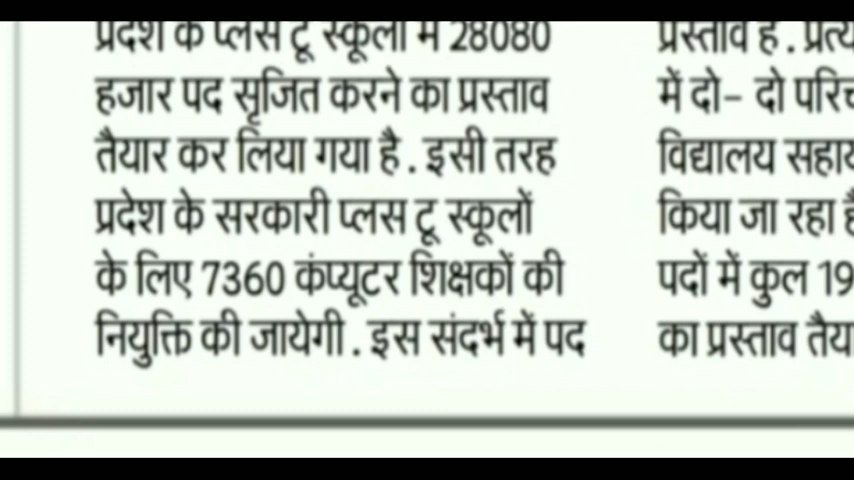 प्रदेश के प्लस टू स्कूलों में 28080
हजार पद सृजित करने का प्रस्ताव
तैयार कर लिया गया है. इसी तरह
प्रदेश के सरकारी प्लस टू स्कूलों
के लिए 7360 कंप्यूटर शिक्षकों की
नियुक्ति की जायेगी. इस संदर्भ में पद
प्रस्ताव है.
में दो- दो
विद्यालय
किया जा रहा
पदों में कुल 19
का प्रस्ताव